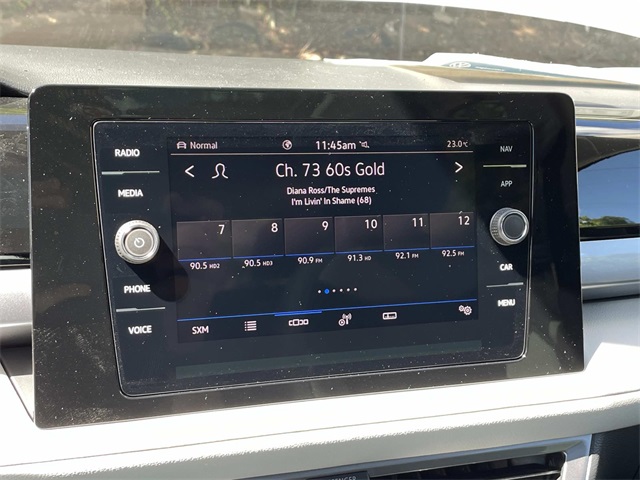 RADIO
MEDIA
PHONE
VOICE
Normal 11:45am 23.0°C
Ch. 73 60s Gold
Diana Ross/The Supremes
I'm Livin' In Shame (68)
7 8 9 10 11 12
90.5 HD2 90.5 HD3 90.9 FM 91.3 HD 92.1 FM 92.5 FM
SXM
NAV
APP
CAR
MENU